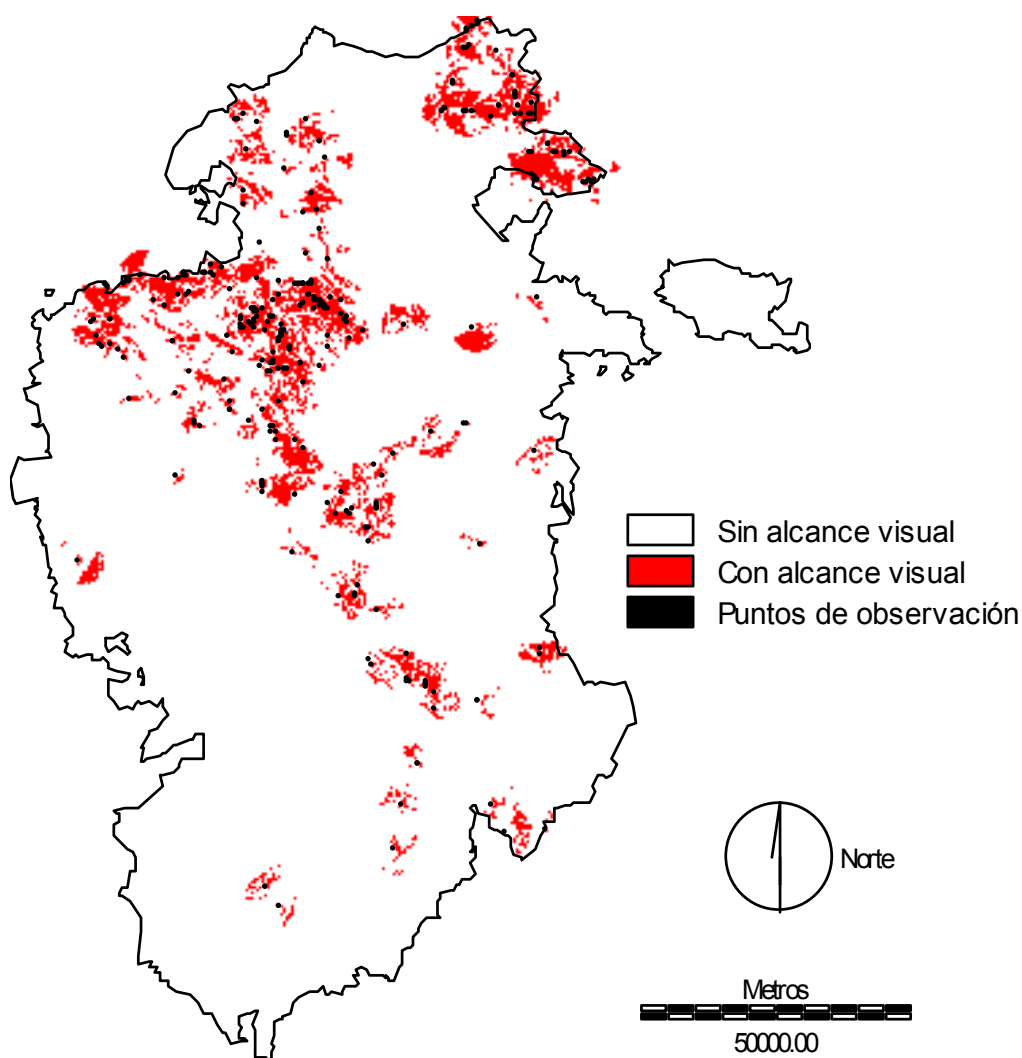 Sin alcance visual
Con alcance visual
Puntos de observación
Norte
Metros
50000.00